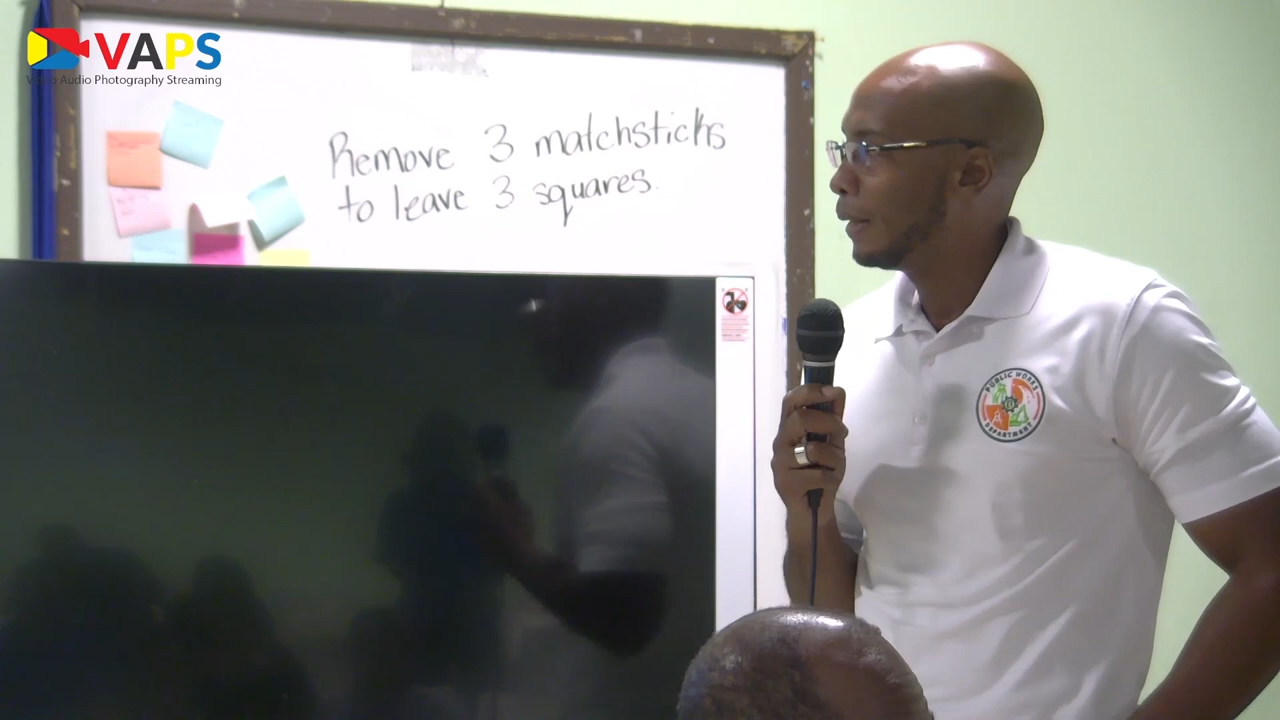 VAPS
Video Audio Photography Streaming
Remove 3 matchsticks
to leave 3 squares.
PUBLIC WORKS
DEPARTMENT